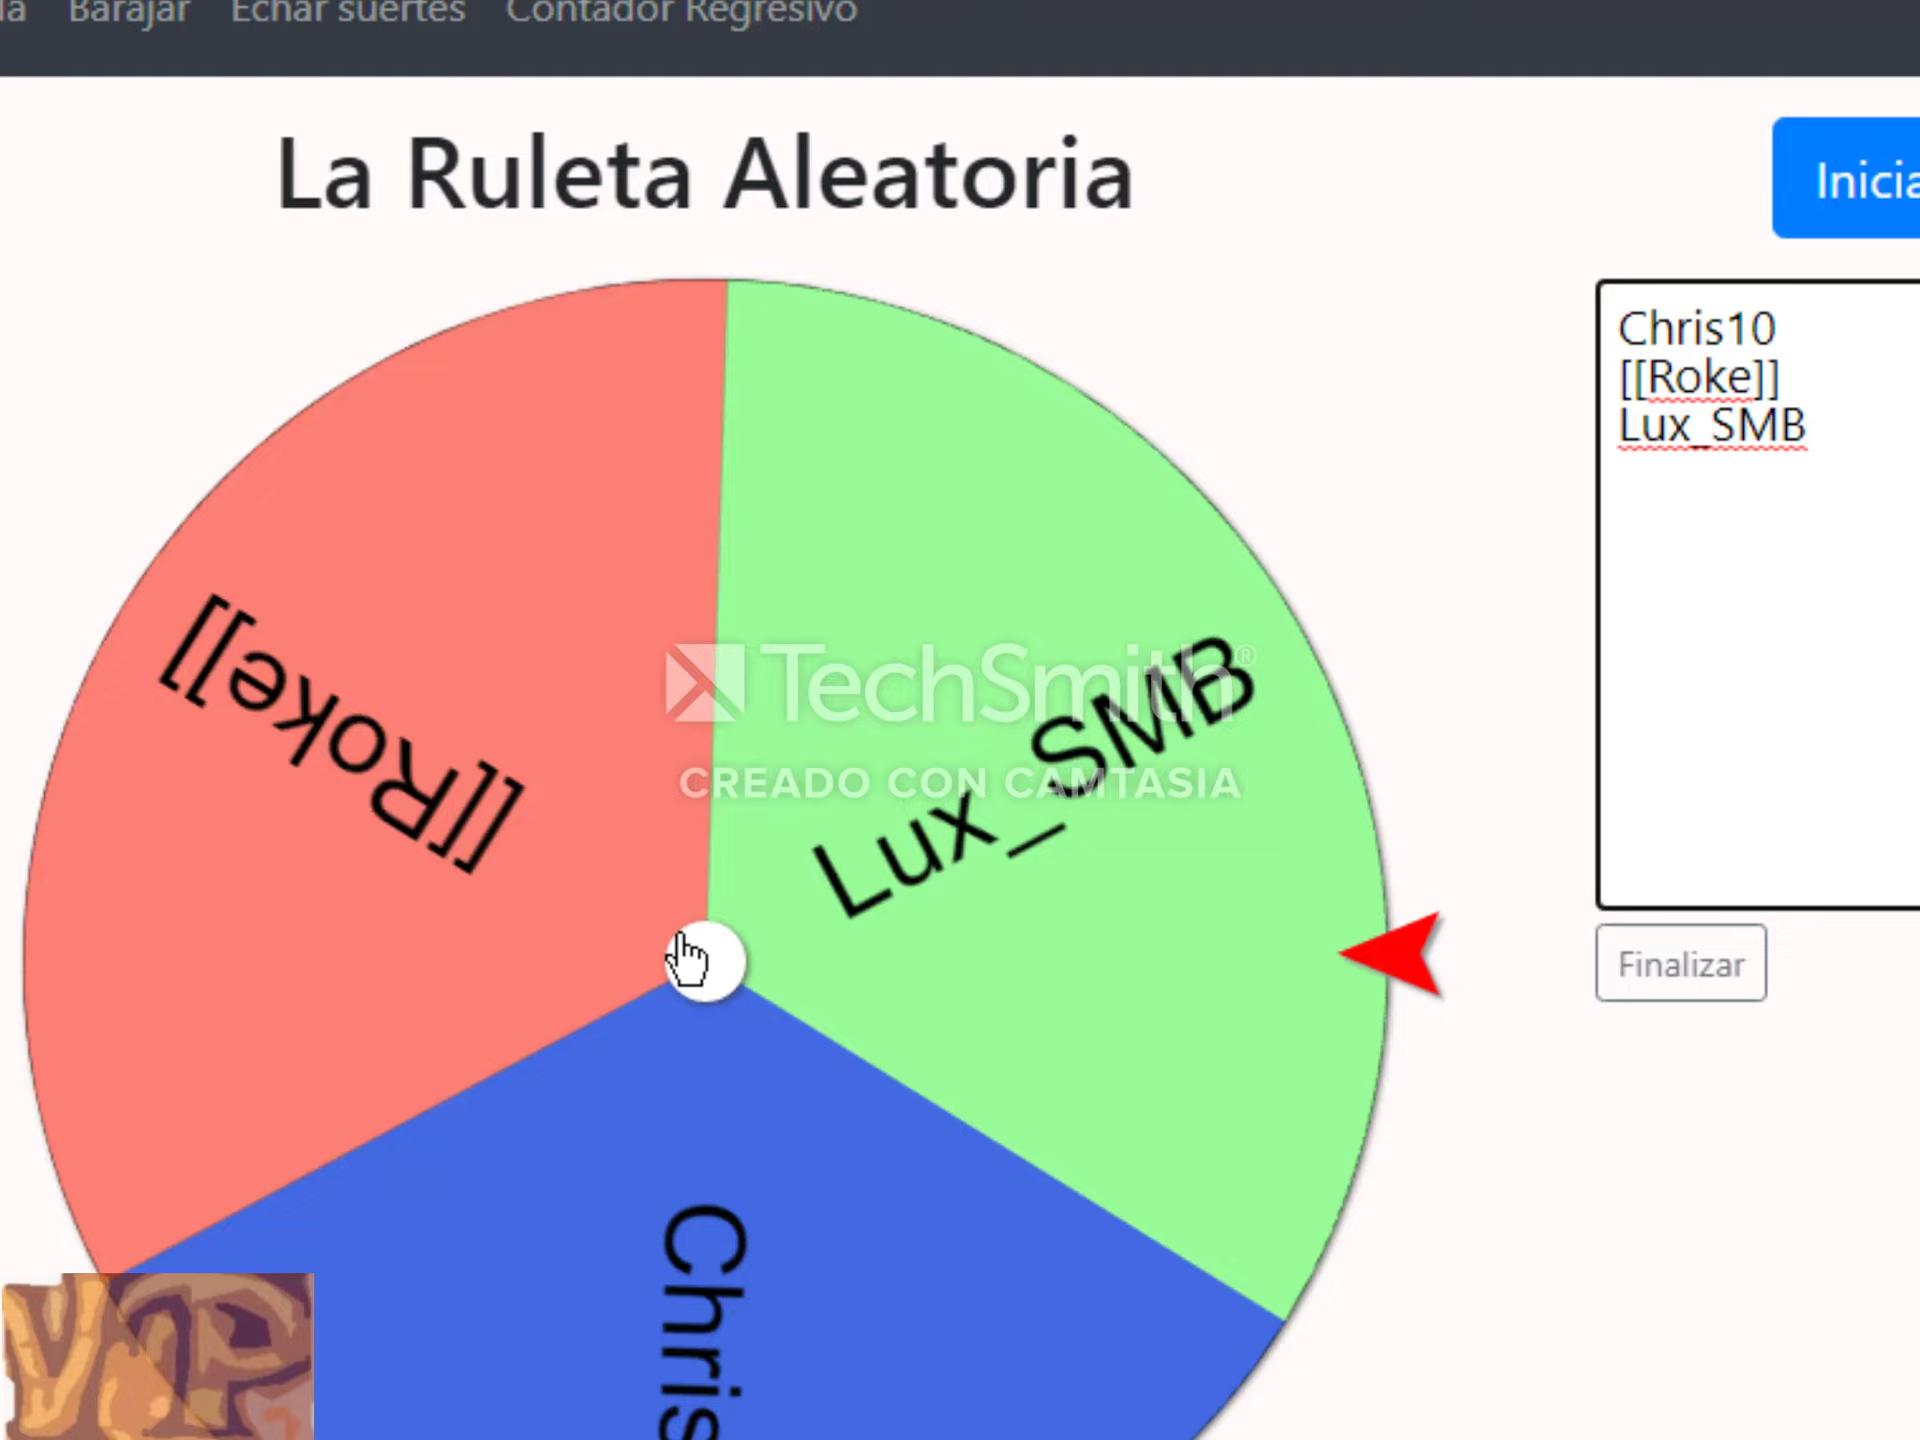 Barajar Echar suertes Contador Regresivo
La Ruleta Aleatoria
Chris10
[[Roke]]
Lux_SMB
[[Roke]]
Lux_SMB
TechSmith®
CREADO CON CAMTASIA
Finalizar
Chris
VIP